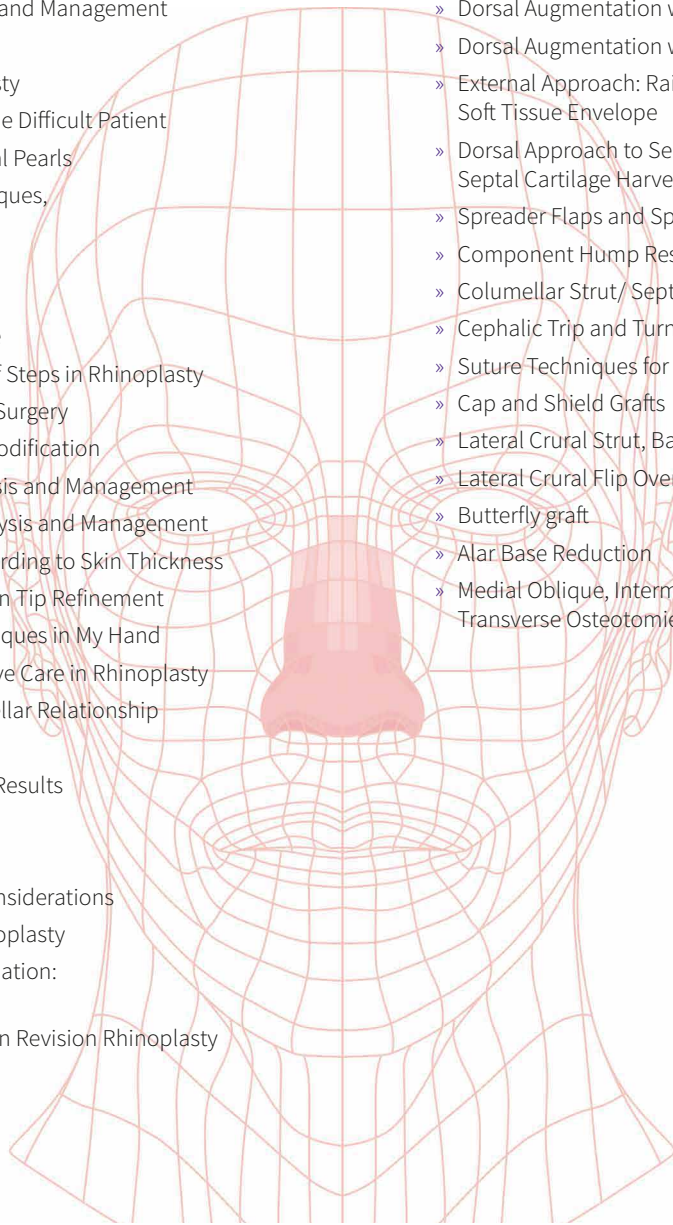 and Management
ty
e Difficult Patient
l Pearls
ques,
f Steps in Rhinoplasty
Surgery
odification
sis and Management
ysis and Management
rding to Skin Thickness
n Tip Refinement
ques in My Hand
ve Care in Rhinoplasty
llar Relationship
Results
nsiderations
oplasty
ation:
n Revision Rhinoplasty
» Dorsal Augmentation w
» Dorsal Augmentation w
» External Approach: Rai
Soft Tissue Envelope
» Dorsal Approach to Se
Septal Cartilage Harve
» Spreader Flaps and Sp
» Component Hump Res
» Columellar Strut/ Sept
» Cephalic Trip and Turn
» Suture Techniques for
» Cap and Shield Grafts
» Lateral Crural Strut, Ba
» Lateral Crural Flip Over
» Butterfly graft
» Alar Base Reduction
» Medial Oblique, Interm
Transverse Osteotomie